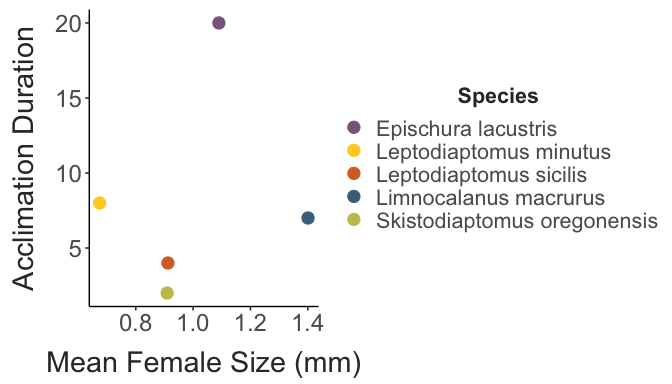 20
15
10
5
Acclimation Duration
0.8 1.0 1.2 1.4
Mean Female Size (mm)
Species
Epischura lacustris
Leptodiaptomus minutus
Leptodiaptomus sicilis
Limnocalanus macrurus
Skistodiaptomus oregonensis